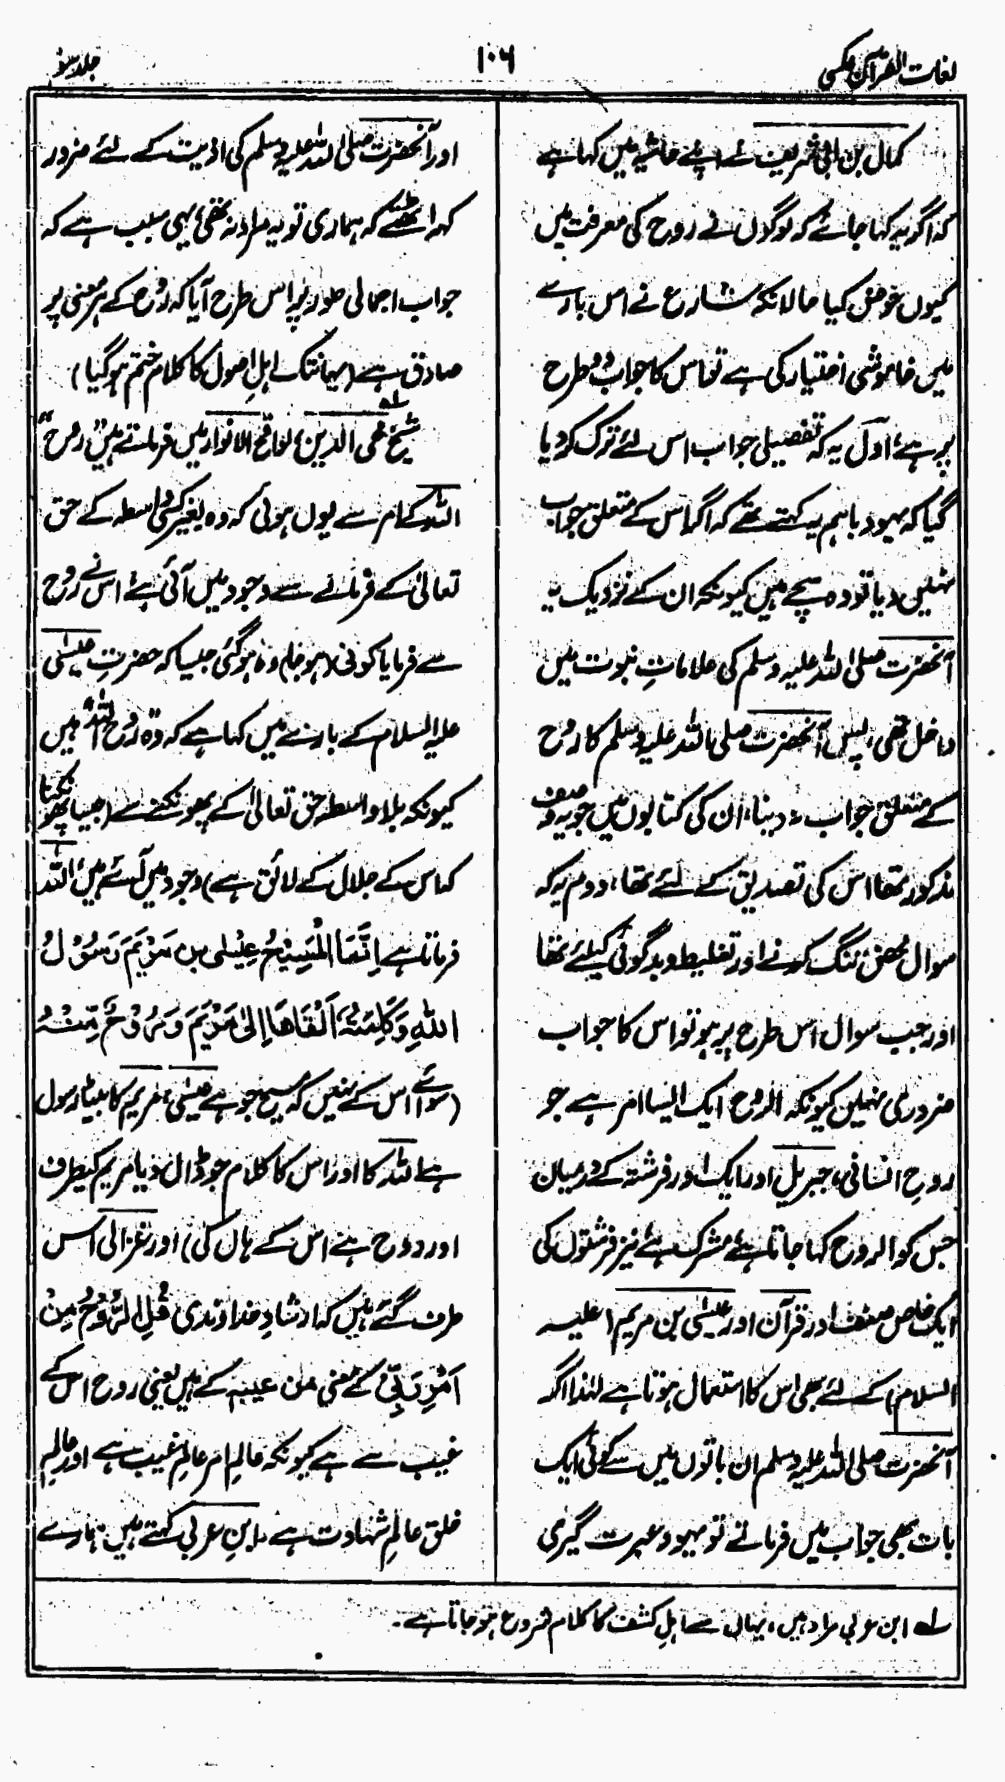 لغات القرآن عکسی
۱۰۶
جلد سوم
کمال بن ابی شریف نے اپنے حاشیہ میں کہا ہے
کہ اگر یہ کہا جائے کہ لوگوں نے روح کی معرفت میں
کیوں خوض کیا حالانکہ شارع نے اس بارے
میں خاموشی اختیار کی ہے تو اس کا جواب دو طرح
پر ہے، اول یہ کہ تفصیلی جواب اس لئے ترک کر دیا
گیا کہ یہود باہم یہ کہتے تھے کہ اگر اس کے متعلق جواب
نہیں دیا تو وہ سچے ہیں کیونکہ ان کے نزدیک یہ
آنحضرت صلی اللہ علیہ وسلم کی علامات نبوت میں
داخل تھی، پس آنحضرت صلی اللہ علیہ وسلم کا روح
کے متعلق جواب نہ دینا، ان کی کتابوں میں جو یہ وصف
مذکور تھا اس کی تصدیق کے لئے تھا، دوم یہ کہ
سوال محض تنگ کرنے اور تغلیط و بدگوئی کیلئے تھا
اور جب سوال اس طرح پر ہو تو اس کا جواب
ضروری نہیں کیونکہ الروح ایک ایسا امر ہے جو
روحِ انسانی، جبریل اور ایک اور فرشتہ کے درمیان
جس کو الروح کہا جاتا ہے مشترک ہے نیز فرشتوں کی
ایک خاص صنف اور قرآن اور عیسٰی بن مریم (علیہ
السلام) کے لئے بھی اس کا استعمال ہوتا ہے لہٰذا اگر
آنحضرت صلی اللہ علیہ وسلم ان باتوں میں سے کوئی ایک
بات بھی جواب میں فرماتے تو یہود عبرت گیری
اور آنحضرت صلی اللہ علیہ وسلم کی اذیت کے لئے ضرور
کہہ اٹھتے کہ ہماری تو یہ مراد نہ تھی، یہی سبب ہے کہ
جواب اجمالی طور پر اس طرح آیا کہ روح کے ہر معنی پر
صادق ہے (یہانتک اہلِ اصول کا کلام ختم ہو گیا)
شیخ محی الدین لہ لواقح الانوار میں فرماتے ہیں "روح"
اللہ کے امر سے یوں ہوئی کہ وہ بغیر کسی واسطہ کے حق
تعالیٰ کے فرمانے سے وجود میں آئی ہے اس نے روح
سے فرمایا کونی (ہو جا) وہ ہو گئی جیسا کہ حضرتِ عیسٰی
علیہ السلام کے بارے میں کہا ہے کہ وہ روح اللہ ہیں
کیونکہ بلا واسطہ حق تعالیٰ کے پھونکنے سے (جیسا پھونکنا
کہ اس کے جلال کے لائق ہے) وجود میں آئے ہیں، اللہ
فرماتا ہے اِنَّمَا الْمَسِیْحُ عِیْسٰی بن مَرْیَمَ رَسُوْلُ
اللّٰہِ وَکَلِمَتُہٗ اَلْقَاھَا اِلیٰ مَرْیَمَ وَرُوْحٌ مِّنْہُ
(سوائے اس کے نہیں کہ مسیح جو ہے عیسٰی، مریم کا بیٹا رسول
ہے اللہ کا اور اس کا کلام جو ڈال دیا مریم کیطرف
اور روح ہے اس کے ہاں کی) اور غزالی اس
طرف گئے ہیں کہ ارشادِ خداوندی قُلِ الرُّوْحُ مِنْ
اَمْرِ رَبِّیْ کے معنی من غیبہ کے ہیں یعنی روح اس کے
غیب سے ہے کیونکہ عالمِ امر عالمِ غیب ہے اور عالمِ
خلق عالمِ شہادت ہے، ابنِ عربی کہتے ہیں "ہمارے
لہ ابن عربی مراد ہیں، یہاں سے اہلِ کشف کا کلام شروع ہو جاتا ہے۔